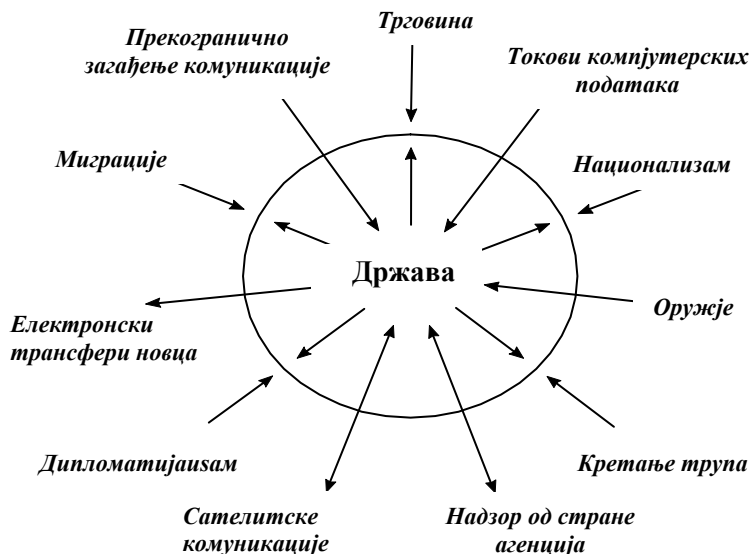 Трговина
Прекогранично
загађење комуникације
Токови компјутерских
података
Миграције
Национализам
Држава
Електронски
трансфери новца
Оружје
Дипломатијаиѕам
Кретање трупа
Сателитске
комуникације
Надзор од стране
агенција